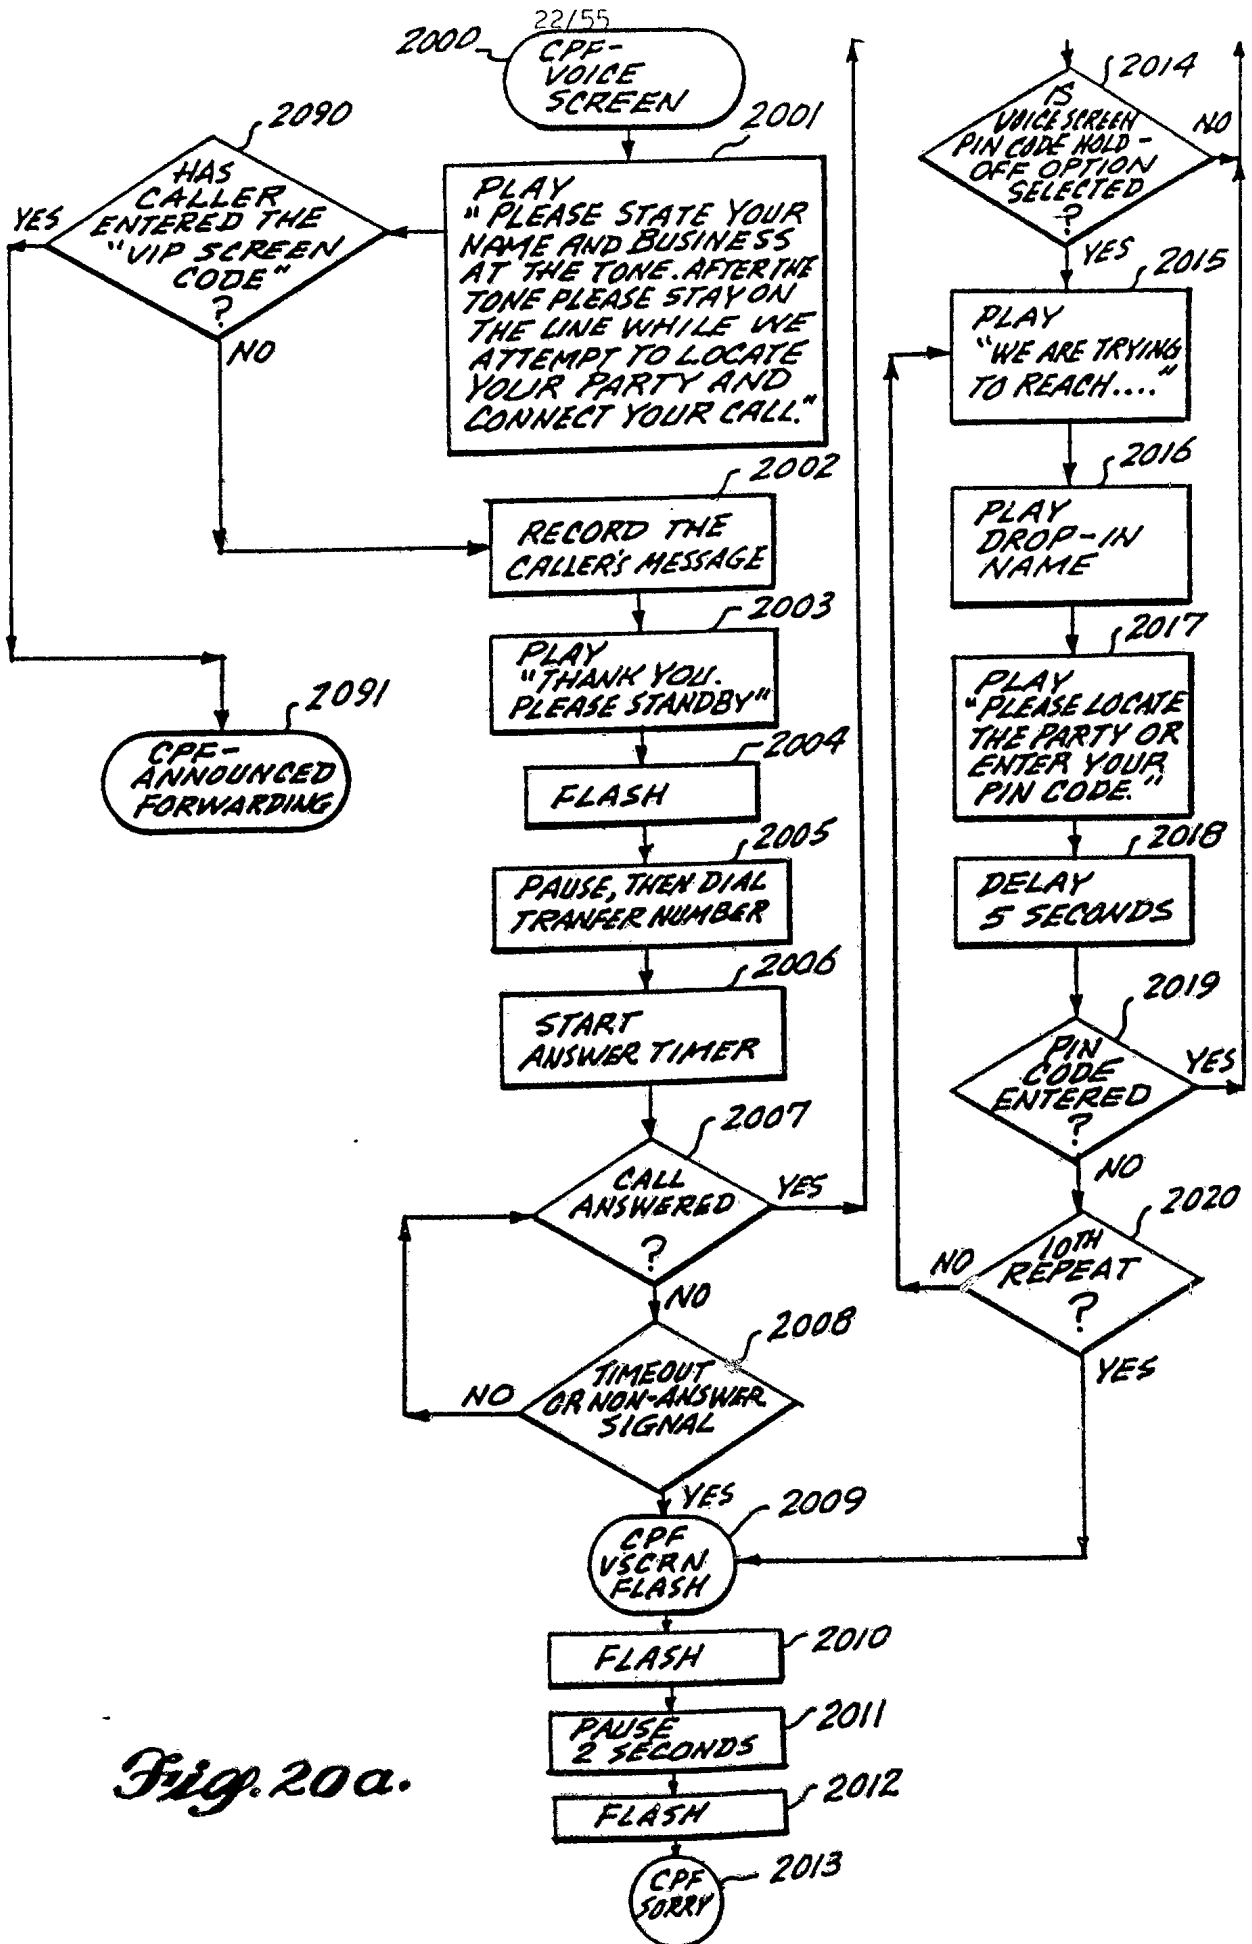 22/55
2000
CPF-
VOICE
SCREEN
2090
HAS
CALLER
ENTERED THE
"VIP SCREEN
CODE"
?
YES
NO
2001
PLAY
"PLEASE STATE YOUR
NAME AND BUSINESS
AT THE TONE. AFTER THE
TONE PLEASE STAY ON
THE LINE WHILE WE
ATTEMPT TO LOCATE
YOUR PARTY AND
CONNECT YOUR CALL."
2002
RECORD THE
CALLER'S MESSAGE
2003
PLAY
"THANK YOU.
PLEASE STANDBY"
2091
CPF-
ANNOUNCED
FORWARDING
2004
FLASH
2005
PAUSE, THEN DIAL
TRANFER NUMBER
2006
START
ANSWER TIMER
2007
CALL
ANSWERED
?
YES
NO
2008
TIMEOUT
OR NON-ANSWER
SIGNAL
NO
YES
2009
CPF
VSCRN
FLASH
2010
FLASH
2011
PAUSE
2 SECONDS
2012
FLASH
2013
CPF
SORRY
2014
IS
VOICE SCREEN
PIN CODE HOLD-
OFF OPTION
SELECTED
?
NO
YES
2015
PLAY
"WE ARE TRYING
TO REACH...."
2016
PLAY
DROP-IN
NAME
2017
PLAY
"PLEASE LOCATE
THE PARTY OR
ENTER YOUR
PIN CODE."
2018
DELAY
5 SECONDS
2019
PIN
CODE
ENTERED
?
YES
NO
2020
10TH
REPEAT
?
NO
YES
Fig. 20a.